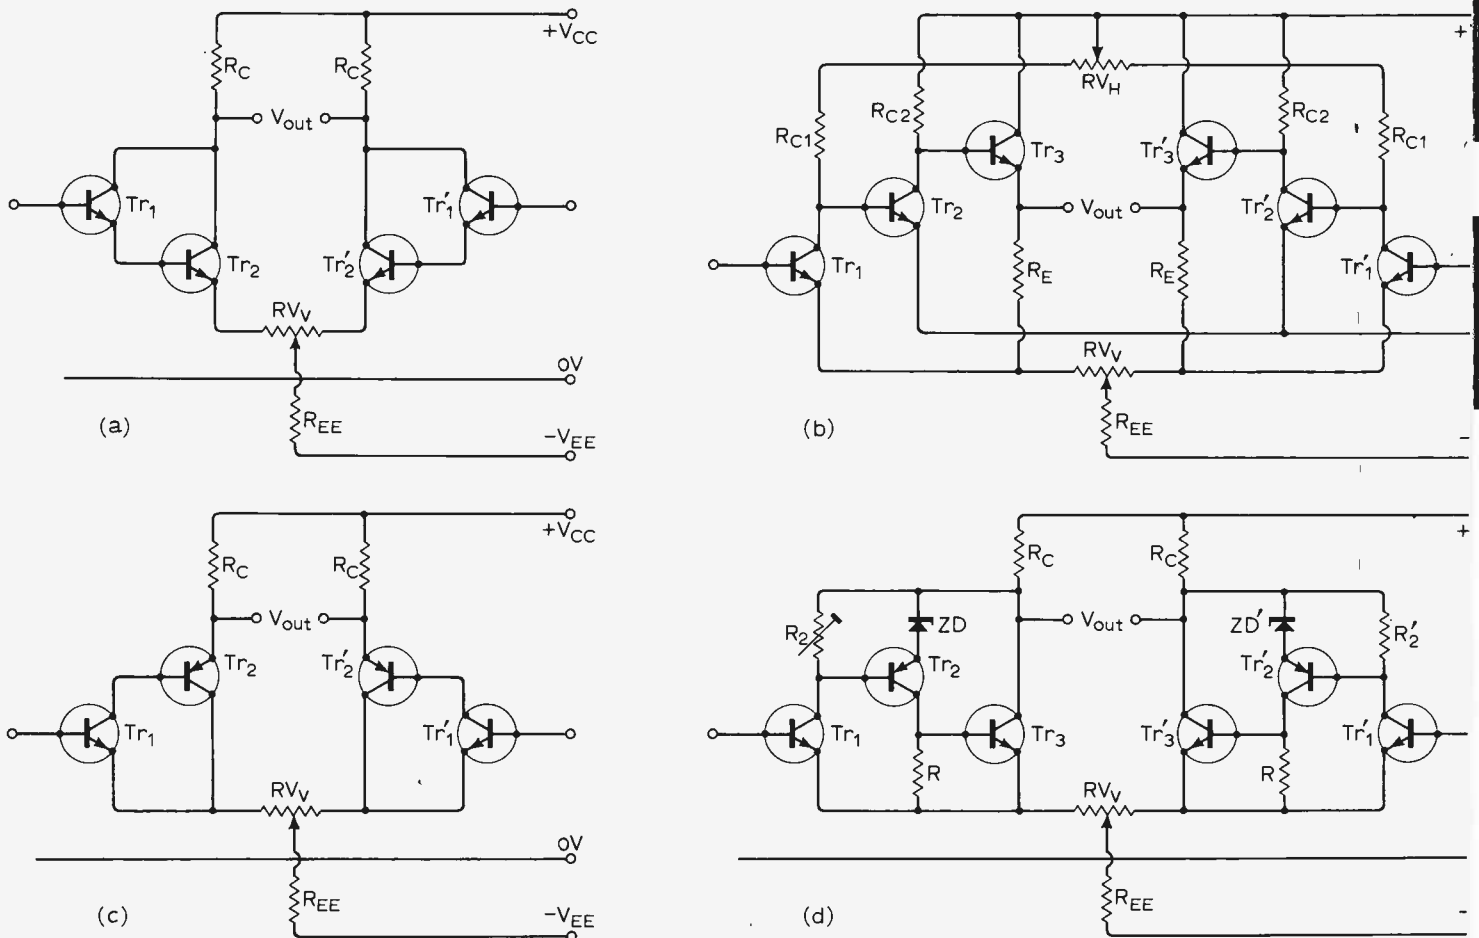 +VCC
RC
RC
Vout
Tr1
Tr'1
Tr2
Tr'2
RVV
0V
REE
-VEE
(a)
+
RVH
RC1
RC2
RC2
RC1
Tr3
Tr'3
Tr2
Vout
Tr'2
Tr1
RE
RE
Tr'1
RVV
REE
(b)
-
+VCC
RC
RC
Vout
Tr2
Tr'2
Tr1
Tr'1
RVV
0V
REE
(c)
-VEE
+
RC
RC
R2
ZD
Vout
ZD'
R'2
Tr2
Tr'2
Tr1
Tr3
Tr'3
Tr'1
R
R
RVV
REE
(d)
-